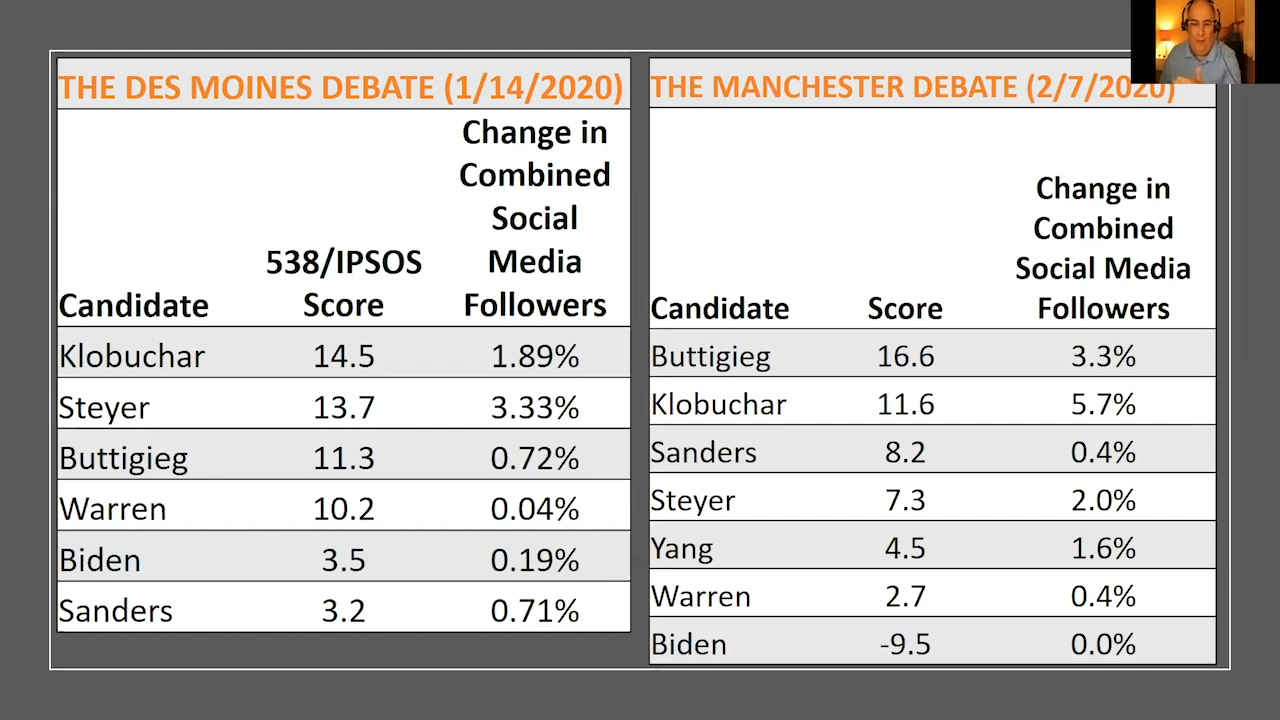 THE DES MOINES DEBATE (1/14/2020)
Candidate 538/IPSOS Score Change in Combined Social Media Followers
Klobuchar 14.5 1.89%
Steyer 13.7 3.33%
Buttigieg 11.3 0.72%
Warren 10.2 0.04%
Biden 3.5 0.19%
Sanders 3.2 0.71%
THE MANCHESTER DEBATE (2/7/2020)
Candidate Score Change in Combined Social Media Followers
Buttigieg 16.6 3.3%
Klobuchar 11.6 5.7%
Sanders 8.2 0.4%
Steyer 7.3 2.0%
Yang 4.5 1.6%
Warren 2.7 0.4%
Biden -9.5 0.0%